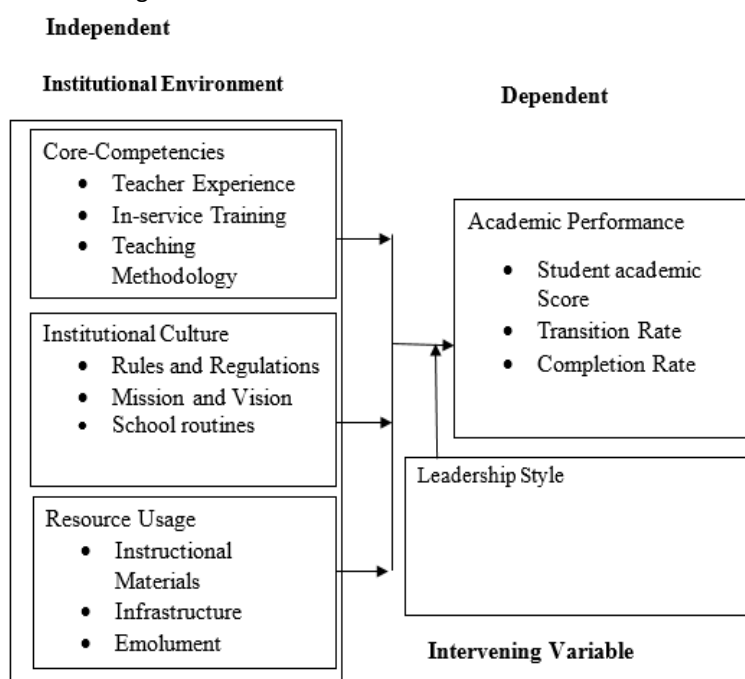 Independent
Institutional Environment
Dependent
Core-Competencies
• Teacher Experience
• In-service Training
• Teaching
Methodology
Institutional Culture
• Rules and Regulations
• Mission and Vision
• School routines
Resource Usage
• Instructional
Materials
• Infrastructure
• Emolument
Academic Performance
• Student academic
Score
• Transition Rate
• Completion Rate
Leadership Style
Intervening Variable